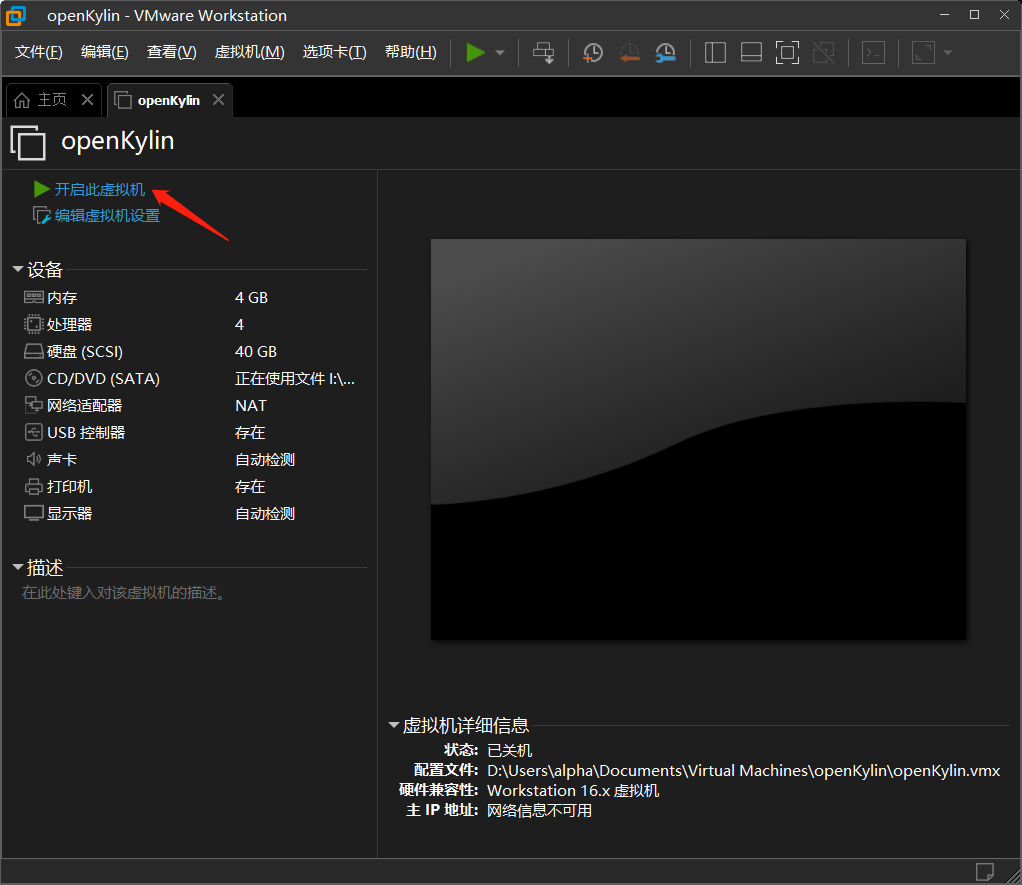 openKylin - VMware Workstation
文件(F) 编辑(E) 查看(V) 虚拟机(M) 选项卡(T) 帮助(H)
主页 openKylin
openKylin
开启此虚拟机
编辑虚拟机设置
设备
内存 4 GB
处理器 4
硬盘 (SCSI) 40 GB
CD/DVD (SATA) 正在使用文件 I:\...
网络适配器 NAT
USB 控制器 存在
声卡 自动检测
打印机 存在
显示器 自动检测
描述
在此处键入对该虚拟机的描述。
虚拟机详细信息
状态: 已关机
配置文件: D:\Users\alpha\Documents\Virtual Machines\openKylin\openKylin.vmx
硬件兼容性: Workstation 16.x 虚拟机
主 IP 地址: 网络信息不可用